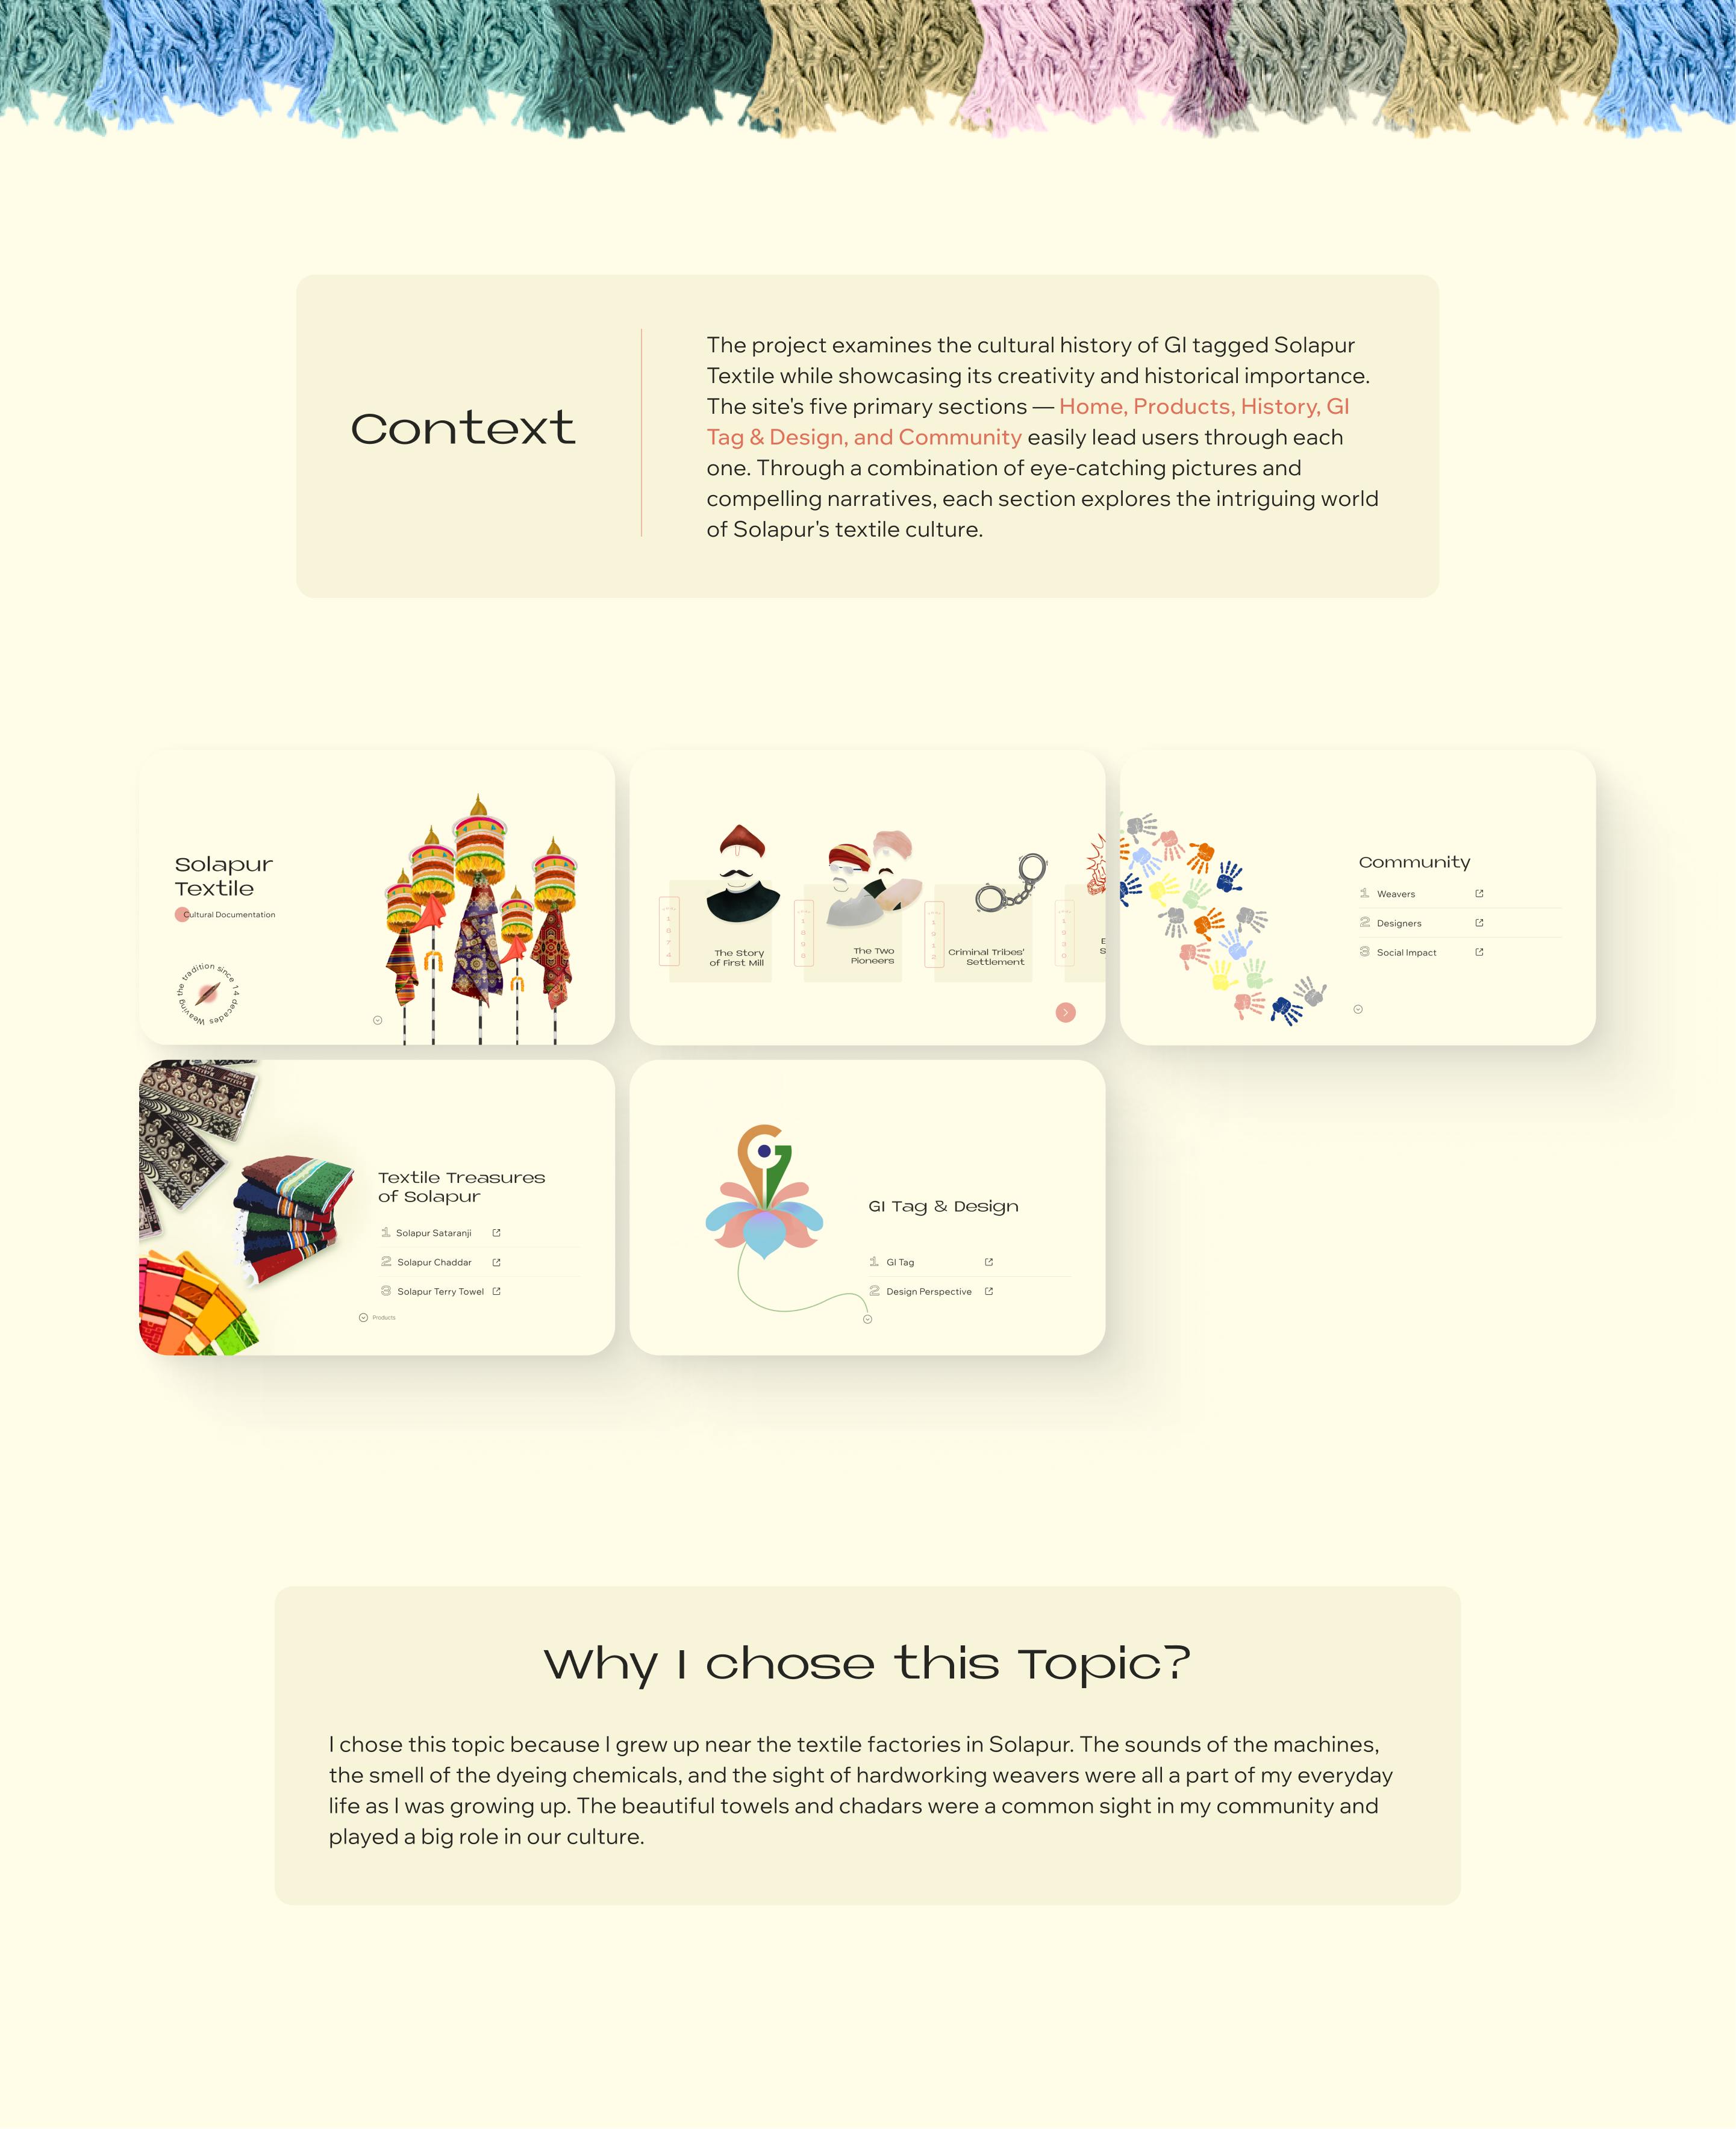 Context
The project examines the cultural history of GI tagged Solapur
Textile while showcasing its creativity and historical importance.
The site's five primary sections — Home, Products, History, GI
Tag & Design, and Community easily lead users through each
one. Through a combination of eye-catching pictures and
compelling narratives, each section explores the intriguing world
of Solapur's textile culture.
Solapur
Textile
Cultural Documentation
Weaving the tradition since 14 decades
The Story
of First Mill
The Two
Pioneers
Criminal Tribes'
Settlement
Community
1 Weavers
2 Designers
3 Social Impact
Textile Treasures
of Solapur
1 Solapur Sataranji
2 Solapur Chaddar
3 Solapur Terry Towel
Products
GI Tag & Design
1 GI Tag
2 Design Perspective
Why I chose this Topic?
I chose this topic because I grew up near the textile factories in Solapur. The sounds of the machines,
the smell of the dyeing chemicals, and the sight of hardworking weavers were all a part of my everyday
life as I was growing up. The beautiful towels and chadars were a common sight in my community and
played a big role in our culture.